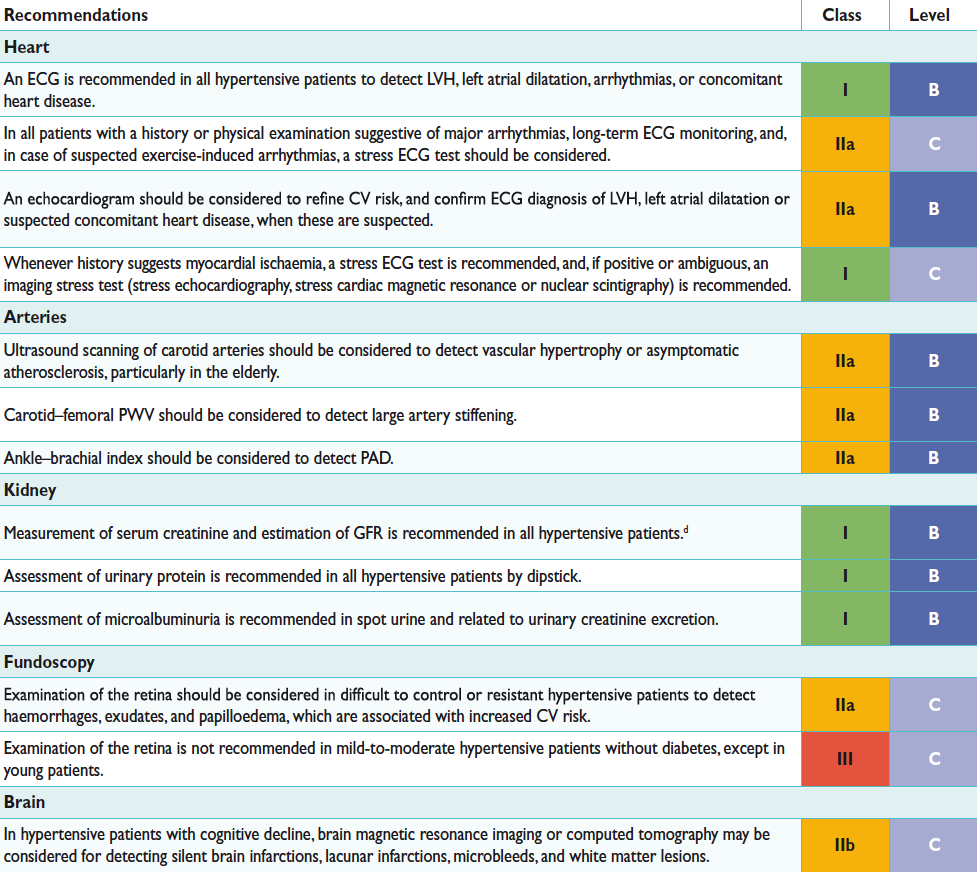 Recommendations Class Level
Heart
An ECG is recommended in all hypertensive patients to detect LVH, left atrial dilatation, arrhythmias, or concomitant
heart disease.
I B
In all patients with a history or physical examination suggestive of major arrhythmias, long-term ECG monitoring, and,
in case of suspected exercise-induced arrhythmias, a stress ECG test should be considered.
IIa C
An echocardiogram should be considered to refine CV risk, and confirm ECG diagnosis of LVH, left atrial dilatation or
suspected concomitant heart disease, when these are suspected.
IIa B
Whenever history suggests myocardial ischaemia, a stress ECG test is recommended, and, if positive or ambiguous, an
imaging stress test (stress echocardiography, stress cardiac magnetic resonance or nuclear scintigraphy) is recommended.
I C
Arteries
Ultrasound scanning of carotid arteries should be considered to detect vascular hypertrophy or asymptomatic
atherosclerosis, particularly in the elderly.
IIa B
Carotid–femoral PWV should be considered to detect large artery stiffening.
IIa B
Ankle–brachial index should be considered to detect PAD.
IIa B
Kidney
Measurement of serum creatinine and estimation of GFR is recommended in all hypertensive patients.d
I B
Assessment of urinary protein is recommended in all hypertensive patients by dipstick.
I B
Assessment of microalbuminuria is recommended in spot urine and related to urinary creatinine excretion.
I B
Fundoscopy
Examination of the retina should be considered in difficult to control or resistant hypertensive patients to detect
haemorrhages, exudates, and papilloedema, which are associated with increased CV risk.
IIa C
Examination of the retina is not recommended in mild-to-moderate hypertensive patients without diabetes, except in
young patients.
III C
Brain
In hypertensive patients with cognitive decline, brain magnetic resonance imaging or computed tomography may be
considered for detecting silent brain infarctions, lacunar infarctions, microbleeds, and white matter lesions.
IIb C